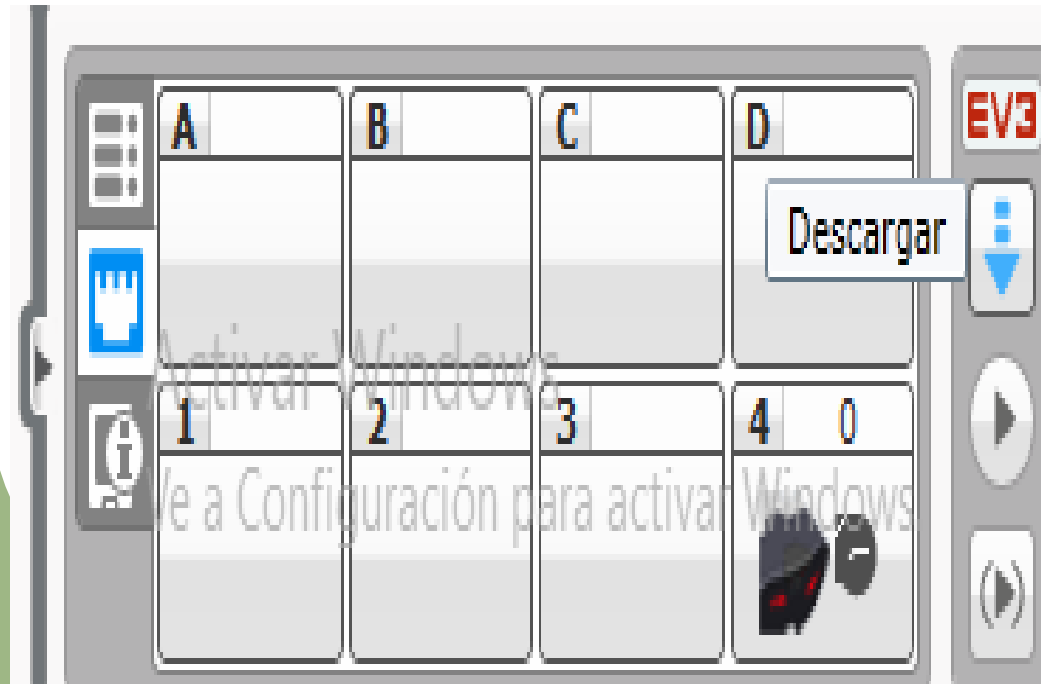 A B C D EV3
Descargar
Activar Windows
1 2 3 4 0
Ve a Configuración para activar Windows